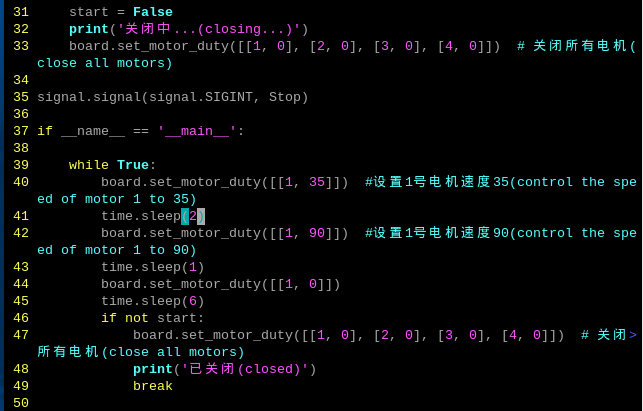 31     start = False
32     print('关闭中...(closing...)')
33     board.set_motor_duty([[1, 0], [2, 0], [3, 0], [4, 0]])  # 关闭所有电机(
close all motors)
34
35 signal.signal(signal.SIGINT, Stop)
36
37 if __name__ == '__main__':
38
39     while True:
40         board.set_motor_duty([[1, 35]])  #设置1号电机速度35(control the spe
ed of motor 1 to 35)
41         time.sleep(2)
42         board.set_motor_duty([[1, 90]])  #设置1号电机速度90(control the spe
ed of motor 1 to 90)
43         time.sleep(1)
44         board.set_motor_duty([[1, 0]])
45         time.sleep(6)
46         if not start:
47             board.set_motor_duty([[1, 0], [2, 0], [3, 0], [4, 0]])  # 关闭>
所有电机(close all motors)
48             print('已关闭(closed)')
49             break
50